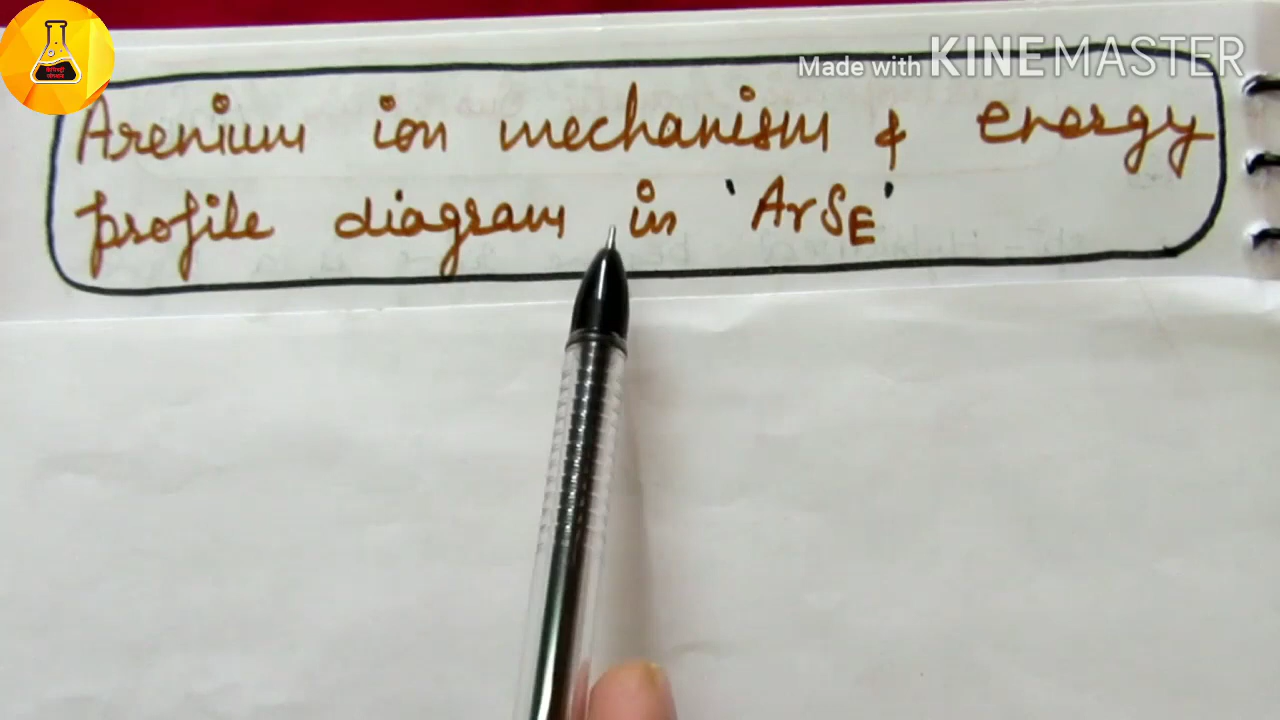 Made with KINEMASTER
Arenium ion mechanism & energy
profile diagram in 'ArSE'